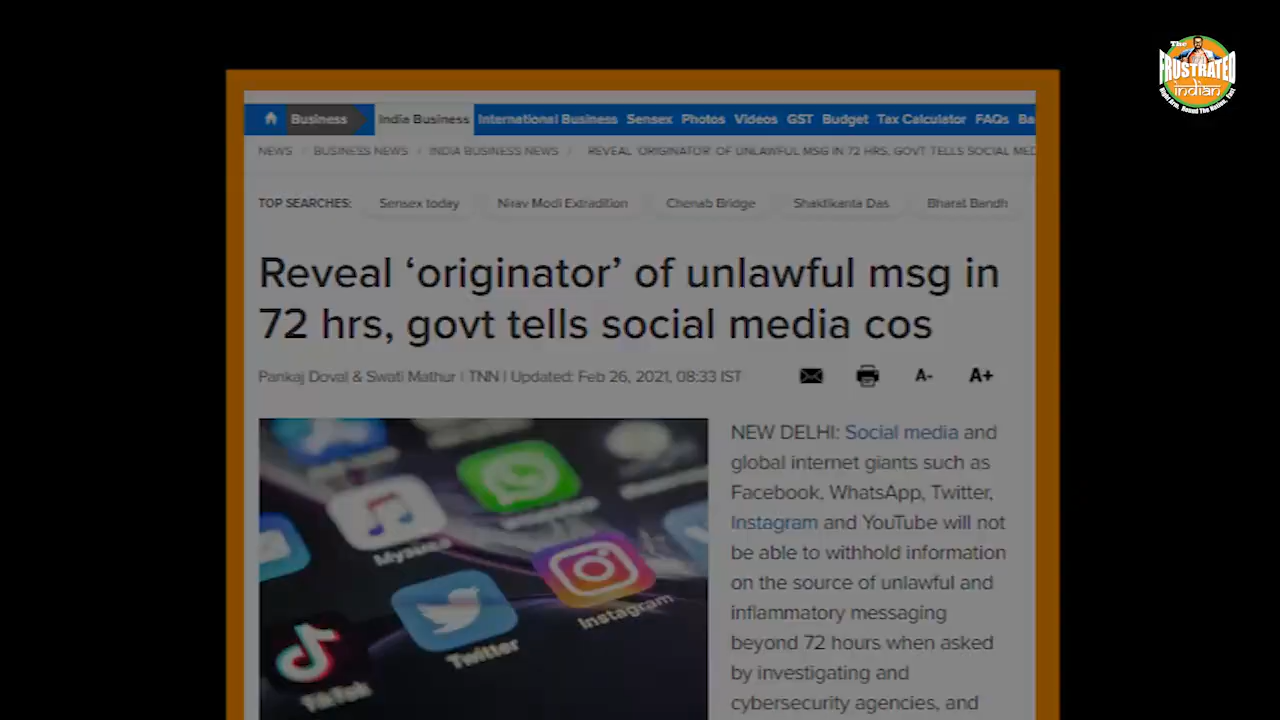 The
FRUSTRATED
indian
Business
India Business
International Business
Sensex
Photos
Videos
GST
Budget
Tax Calculator
FAQs
Ba
NEWS / BUSINESS NEWS / INDIA BUSINESS NEWS / REVEAL 'ORIGINATOR' OF UNLAWFUL MSG IN 72 HRS, GOVT TELLS SOCIAL MED
TOP SEARCHES:
Sensex today
Nirav Modi Extradition
Chenab Bridge
Shaktikanta Das
Bharat Bandh
Reveal ‘originator’ of unlawful msg in
72 hrs, govt tells social media cos
Pankaj Doval & Swati Mathur | TNN | Updated: Feb 26, 2021, 08:33 IST
A-
A+
Twitter
Instagram
TikTok
NEW DELHI: Social media and
global internet giants such as
Facebook, WhatsApp, Twitter,
Instagram and YouTube will not
be able to withhold information
on the source of unlawful and
inflammatory messaging
beyond 72 hours when asked
by investigating and
cybersecurity agencies, and